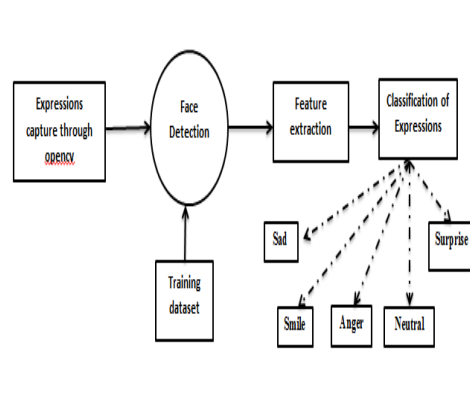 Expressions
capture through
opencv
Face
Detection
Feature
extraction
Classification of
Expressions
Training
dataset
Sad
Surprise
Smile
Anger
Neutral